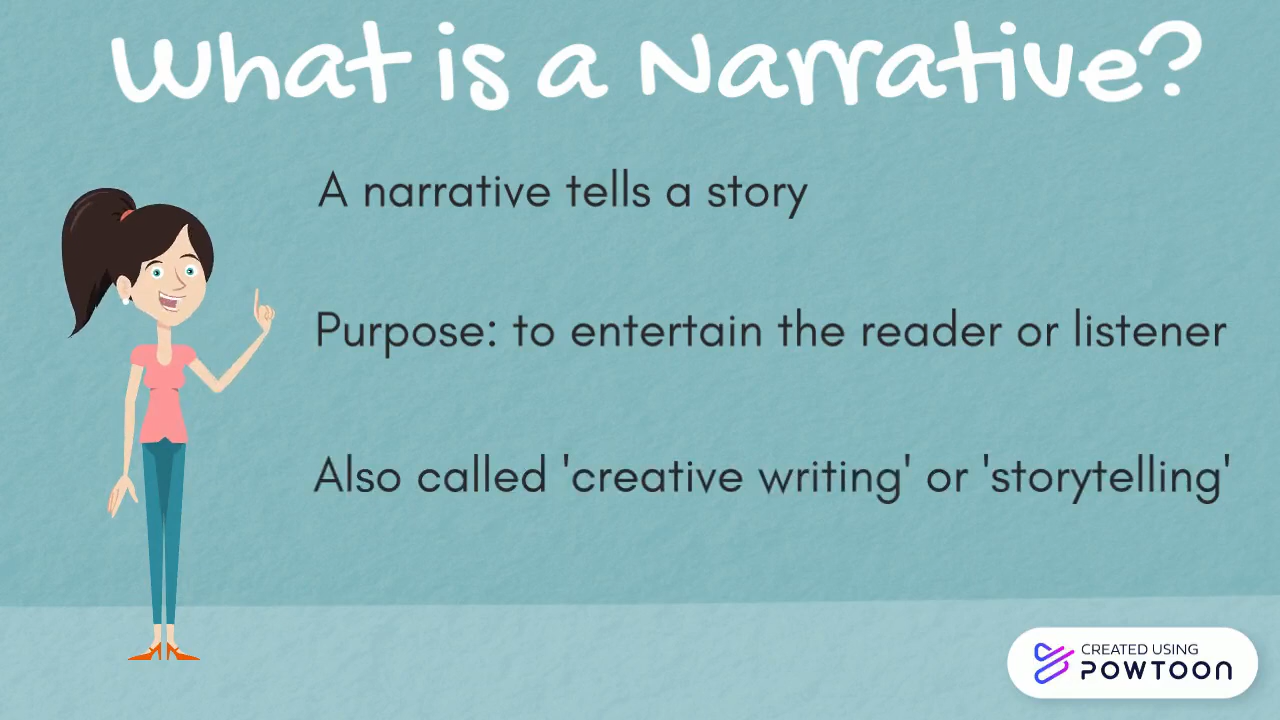 What is a Narrative?
A narrative tells a story
Purpose: to entertain the reader or listener
Also called 'creative writing' or 'storytelling'
CREATED USING
POWTOON